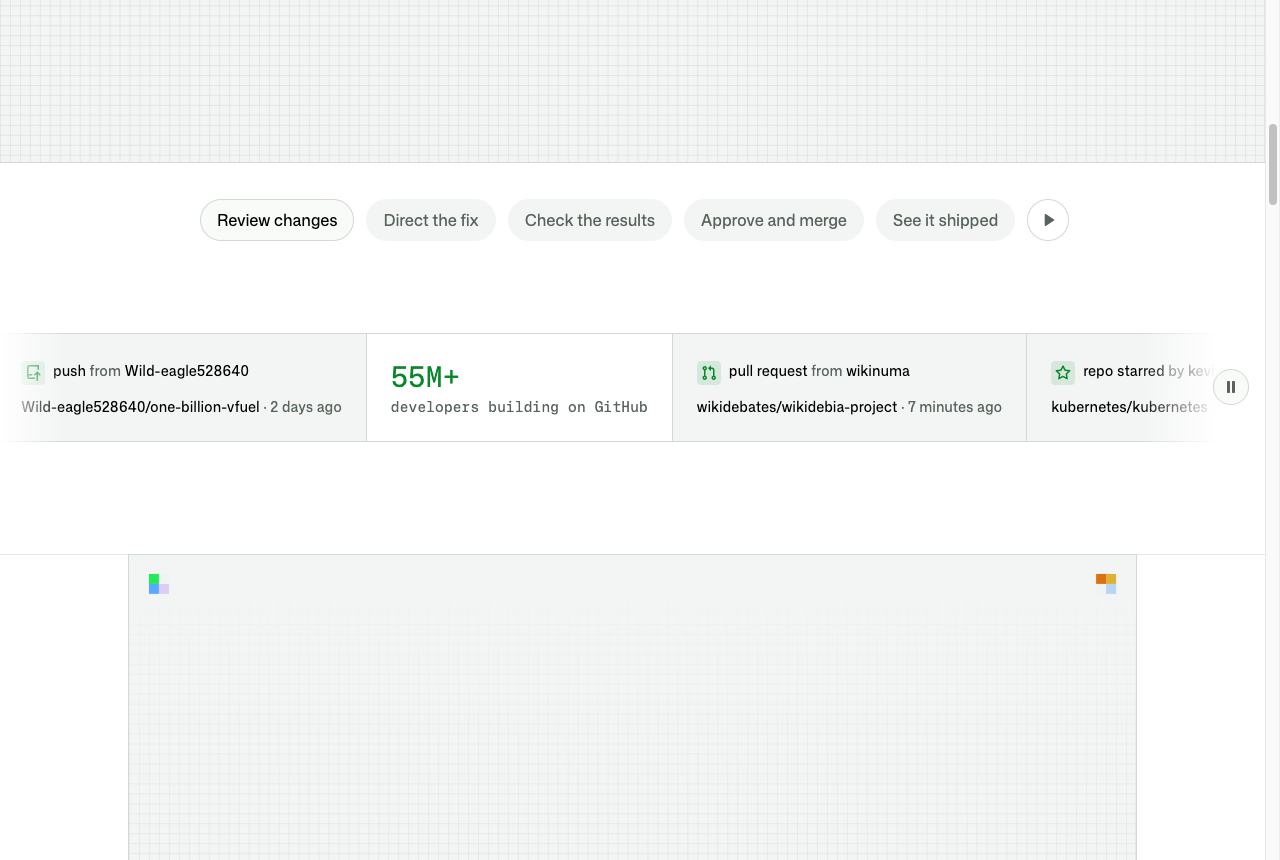 Review changes
Direct the fix
Check the results
Approve and merge
See it shipped
push from Wild-eagle528640
Wild-eagle528640/one-billion-vfuel · 2 days ago
55M+
developers building on GitHub
pull request from wikinuma
wikidebates/wikidebia-project · 7 minutes ago
repo starred by
kubernetes/kubernetes